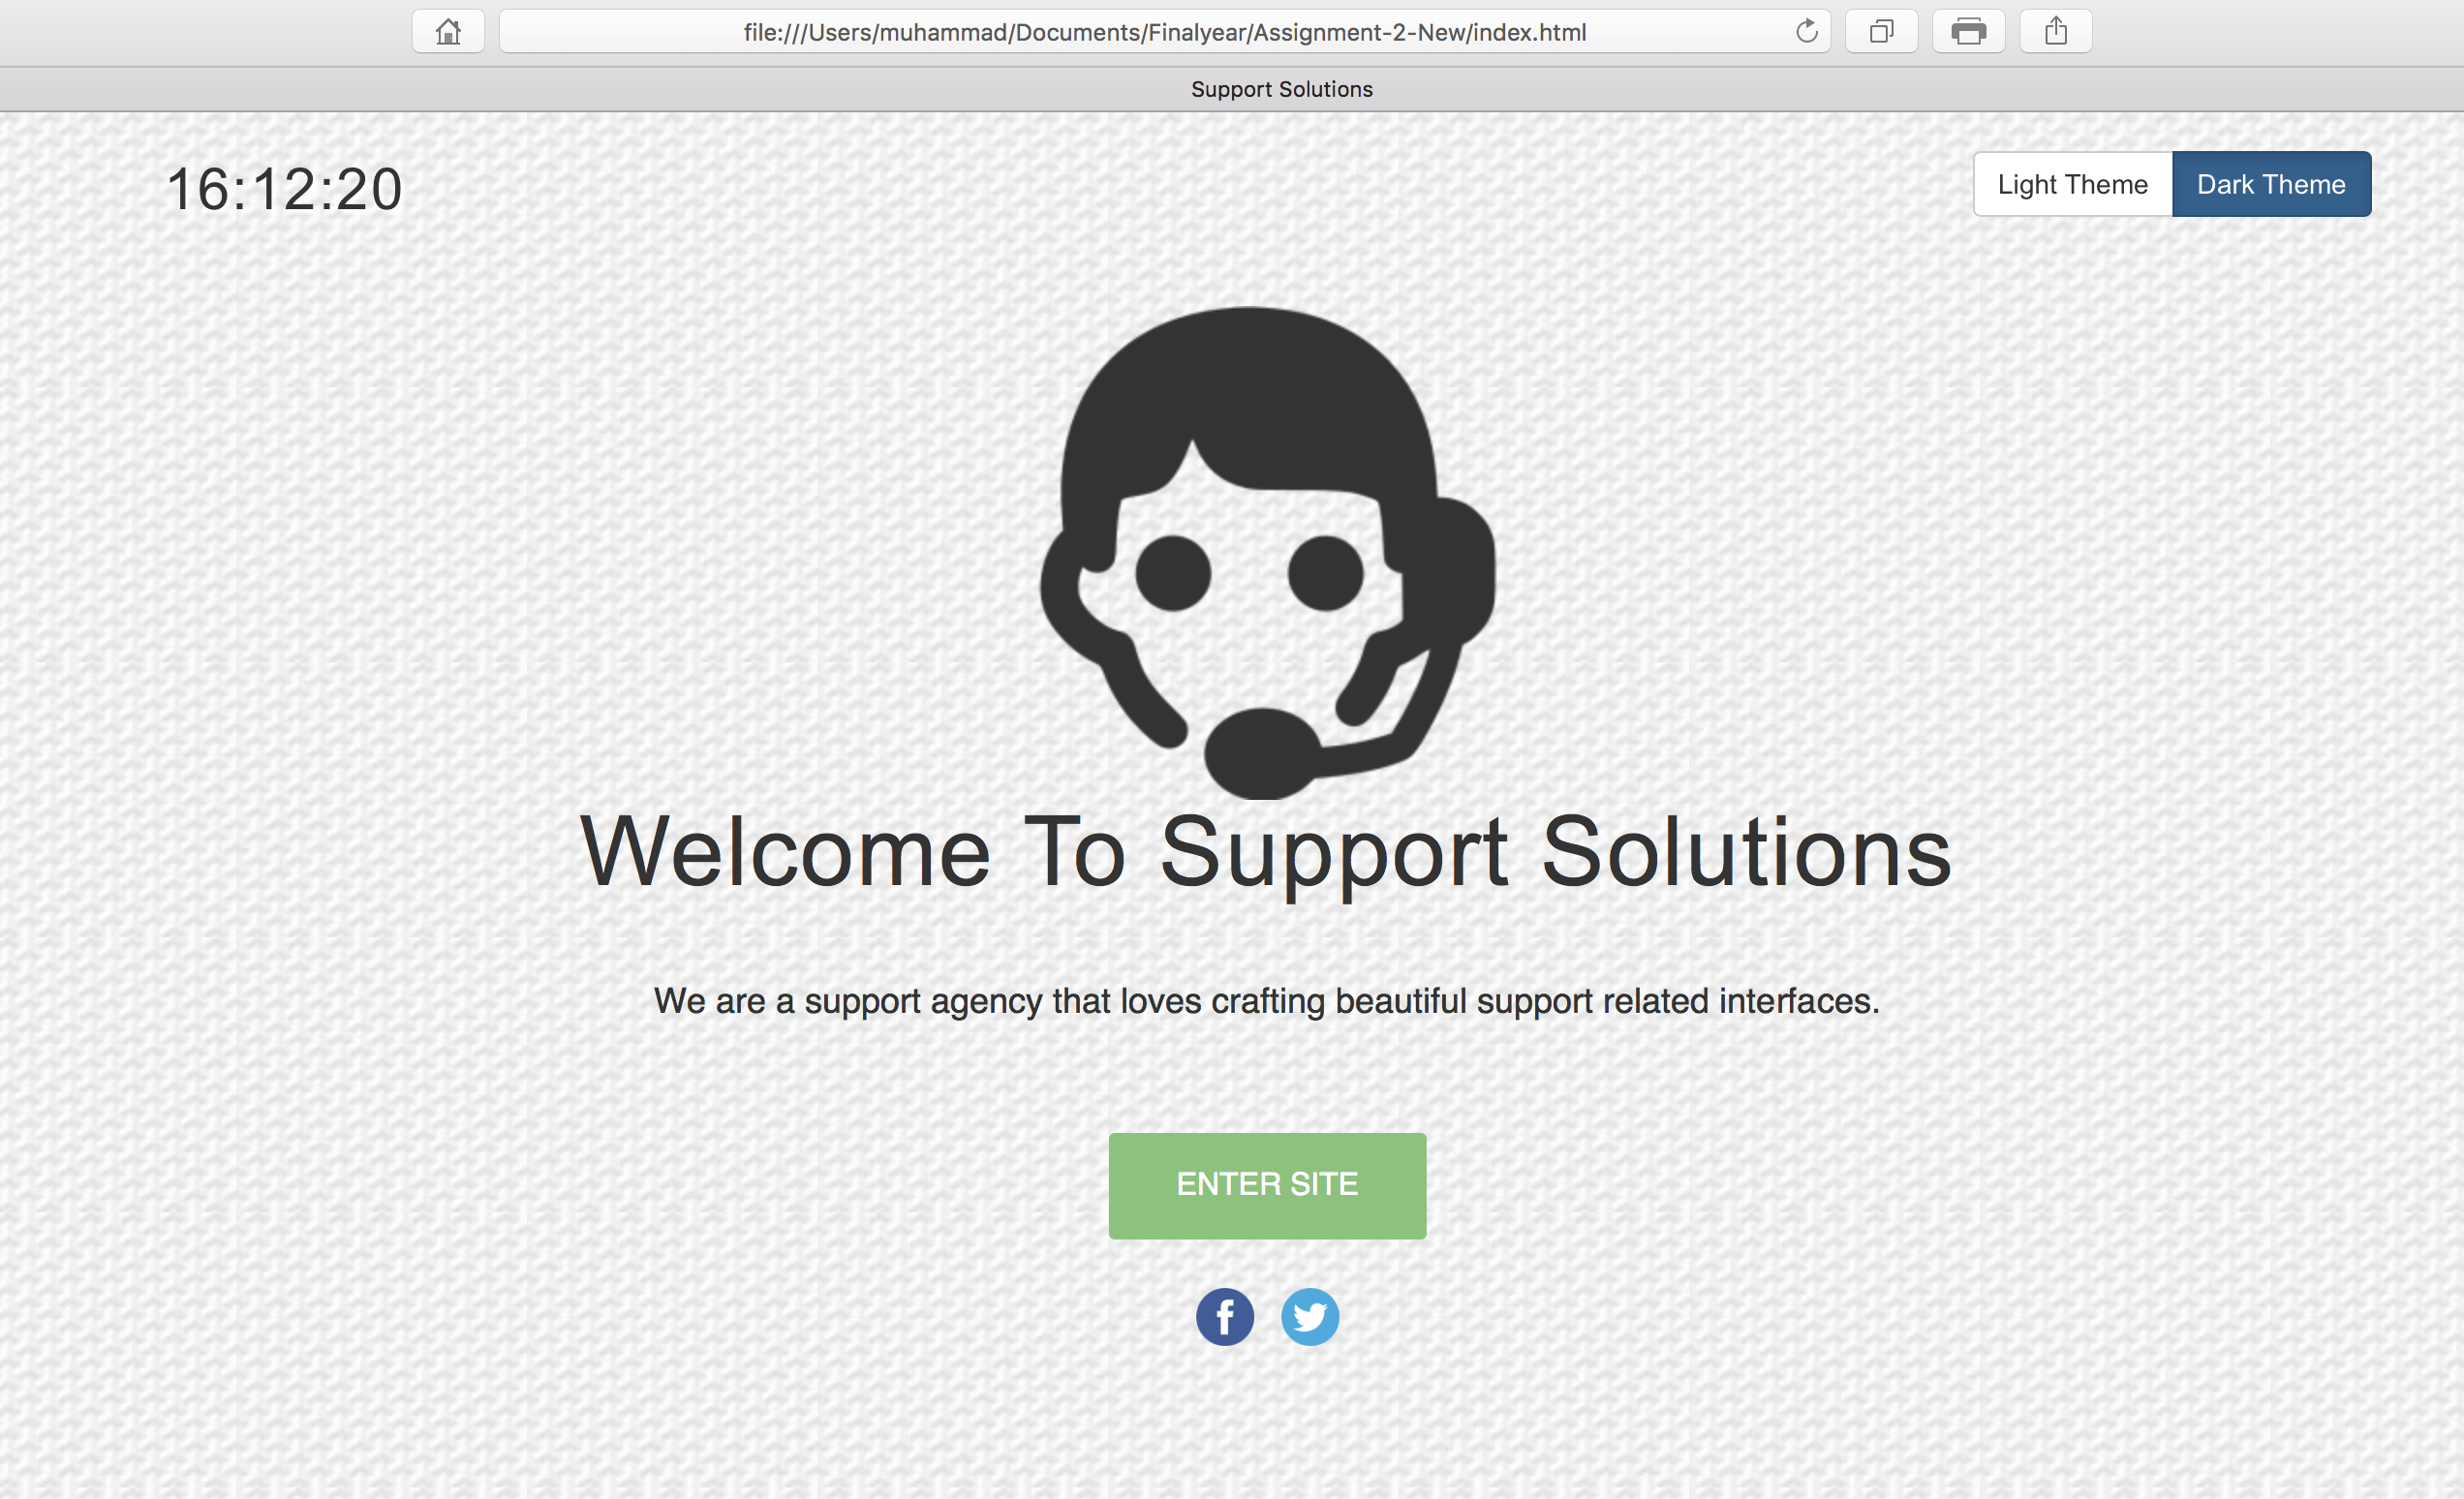 file:///Users/muhammad/Documents/Finalyear/Assignment-2-New/index.html
Support Solutions
16:12:20
Light Theme
Dark Theme
Welcome To Support Solutions
We are a support agency that loves crafting beautiful support related interfaces.
ENTER SITE